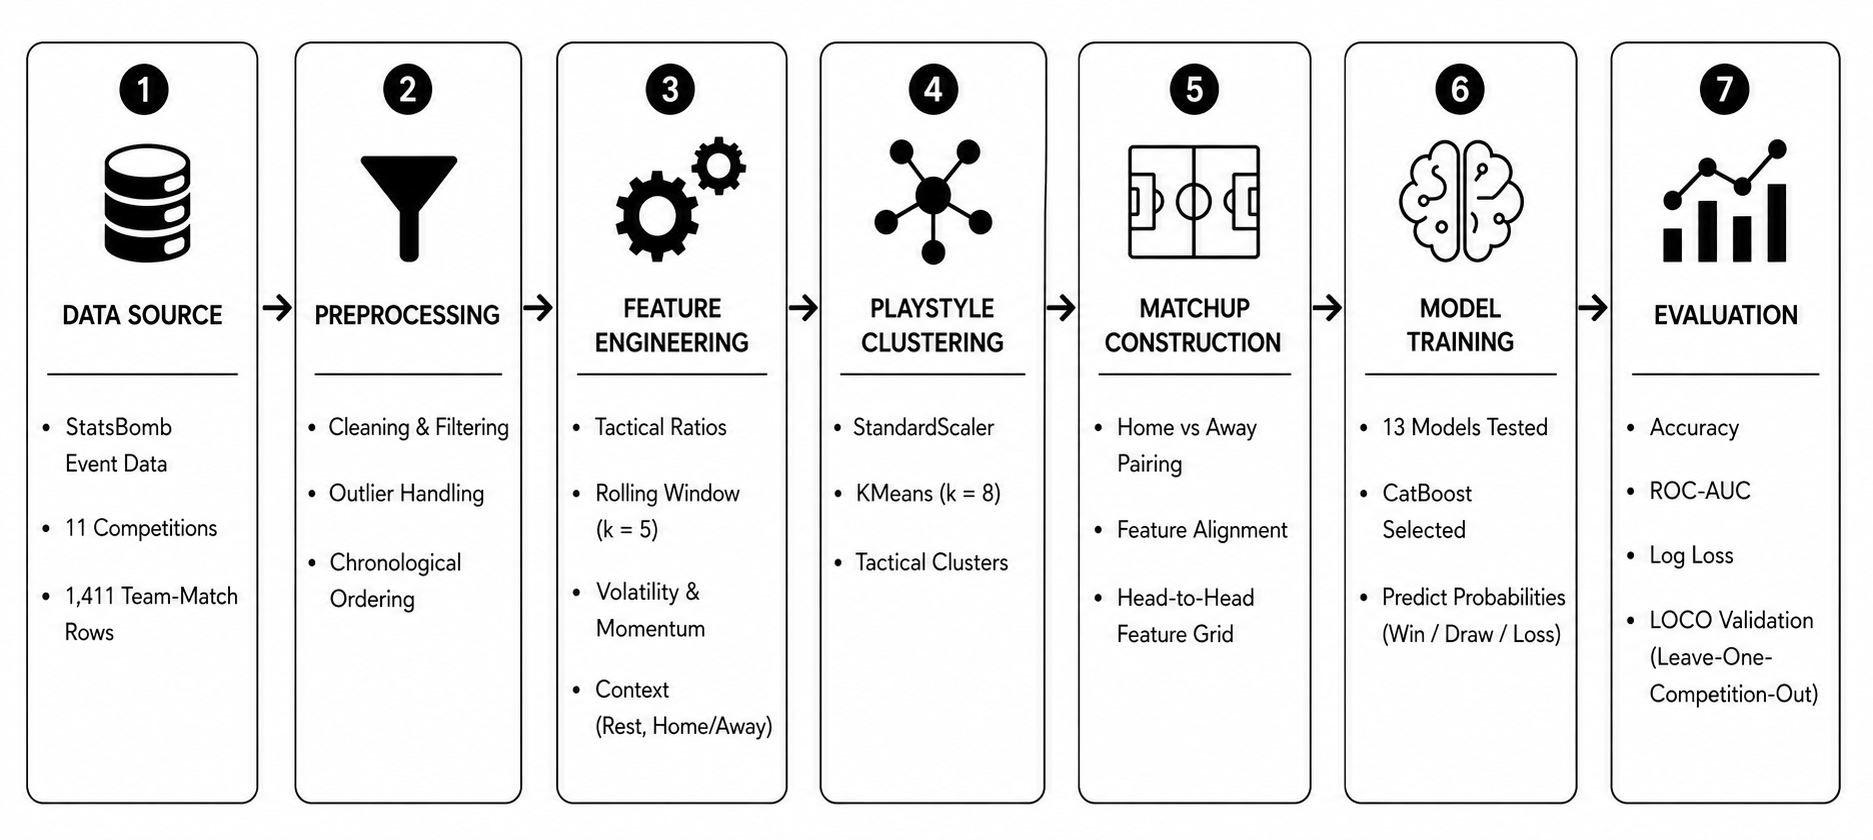 1
DATA SOURCE
• StatsBomb
Event Data
• 11 Competitions
• 1,411 Team-Match
Rows
2
PREPROCESSING
• Cleaning & Filtering
• Outlier Handling
• Chronological
Ordering
3
FEATURE
ENGINEERING
• Tactical Ratios
• Rolling Window
(k = 5)
• Volatility &
Momentum
• Context
(Rest, Home/Away)
4
PLAYSTYLE
CLUSTERING
• StandardScaler
• KMeans (k = 8)
• Tactical Clusters
5
MATCHUP
CONSTRUCTION
• Home vs Away
Pairing
• Feature Alignment
• Head-to-Head
Feature Grid
6
MODEL
TRAINING
• 13 Models Tested
• CatBoost
Selected
• Predict Probabilities
(Win / Draw / Loss)
7
EVALUATION
• Accuracy
• ROC-AUC
• Log Loss
• LOCO Validation
(Leave-One-
Competition-Out)